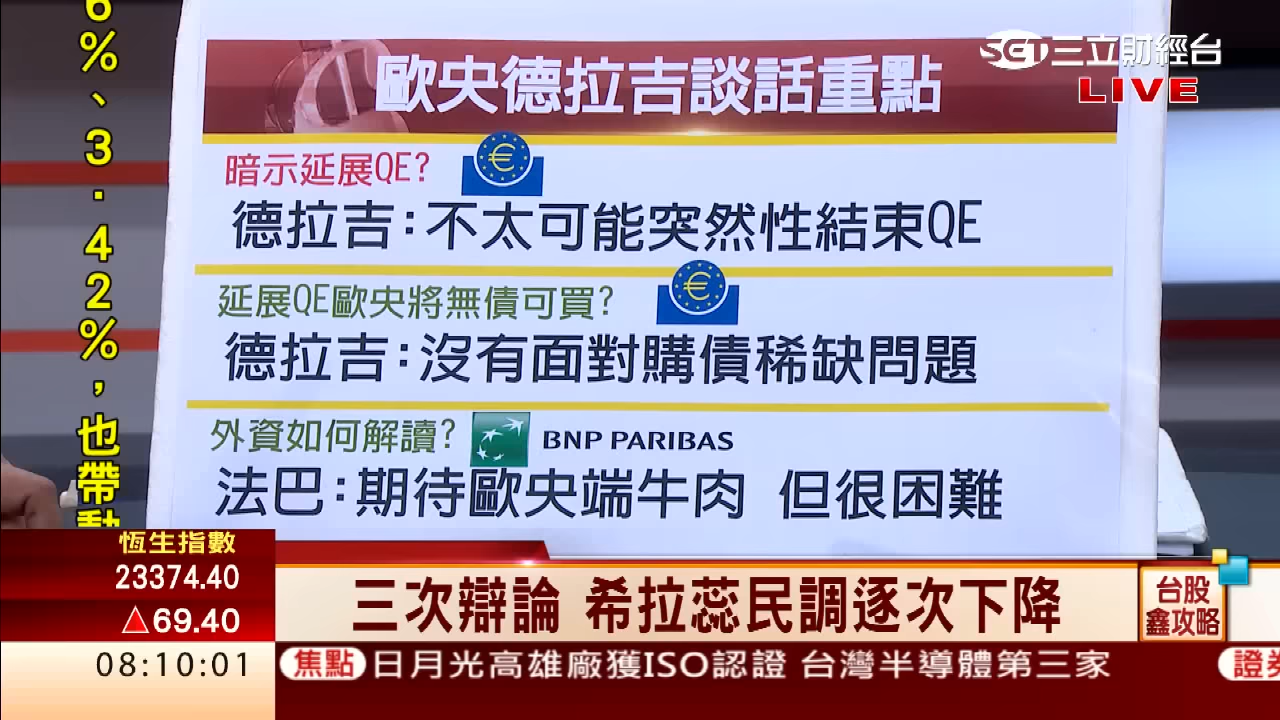 6%、3.42%，也帶動
SET三立財經台
LIVE
歐央德拉吉談話重點
暗示延展QE?
德拉吉:不太可能突然性結束QE
延展QE歐央將無債可買?
德拉吉:沒有面對購債稀缺問題
外資如何解讀?
BNP PARIBAS
法巴:期待歐央端牛肉 但很困難
恆生指數
23374.40
▲69.40
08:10:01
三次辯論 希拉蕊民調逐次下降
台股
鑫攻略
焦點
日月光高雄廠獲ISO認證 台灣半導體第三家
證券